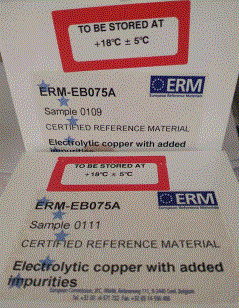 TO BE STORED AT
+18°C ± 5°C
ERM
European Reference Materials
ERM-EB075A
Sample 0109
CERTIFIED REFERENCE MATERIAL
Electrolytic copper with added
impurities
TO BE STORED AT
+18°C ± 5°C
ERM
ERM-EB075A
Sample 0111
CERTIFIED REFERENCE MATERIAL
Electrolytic copper with added
impurities